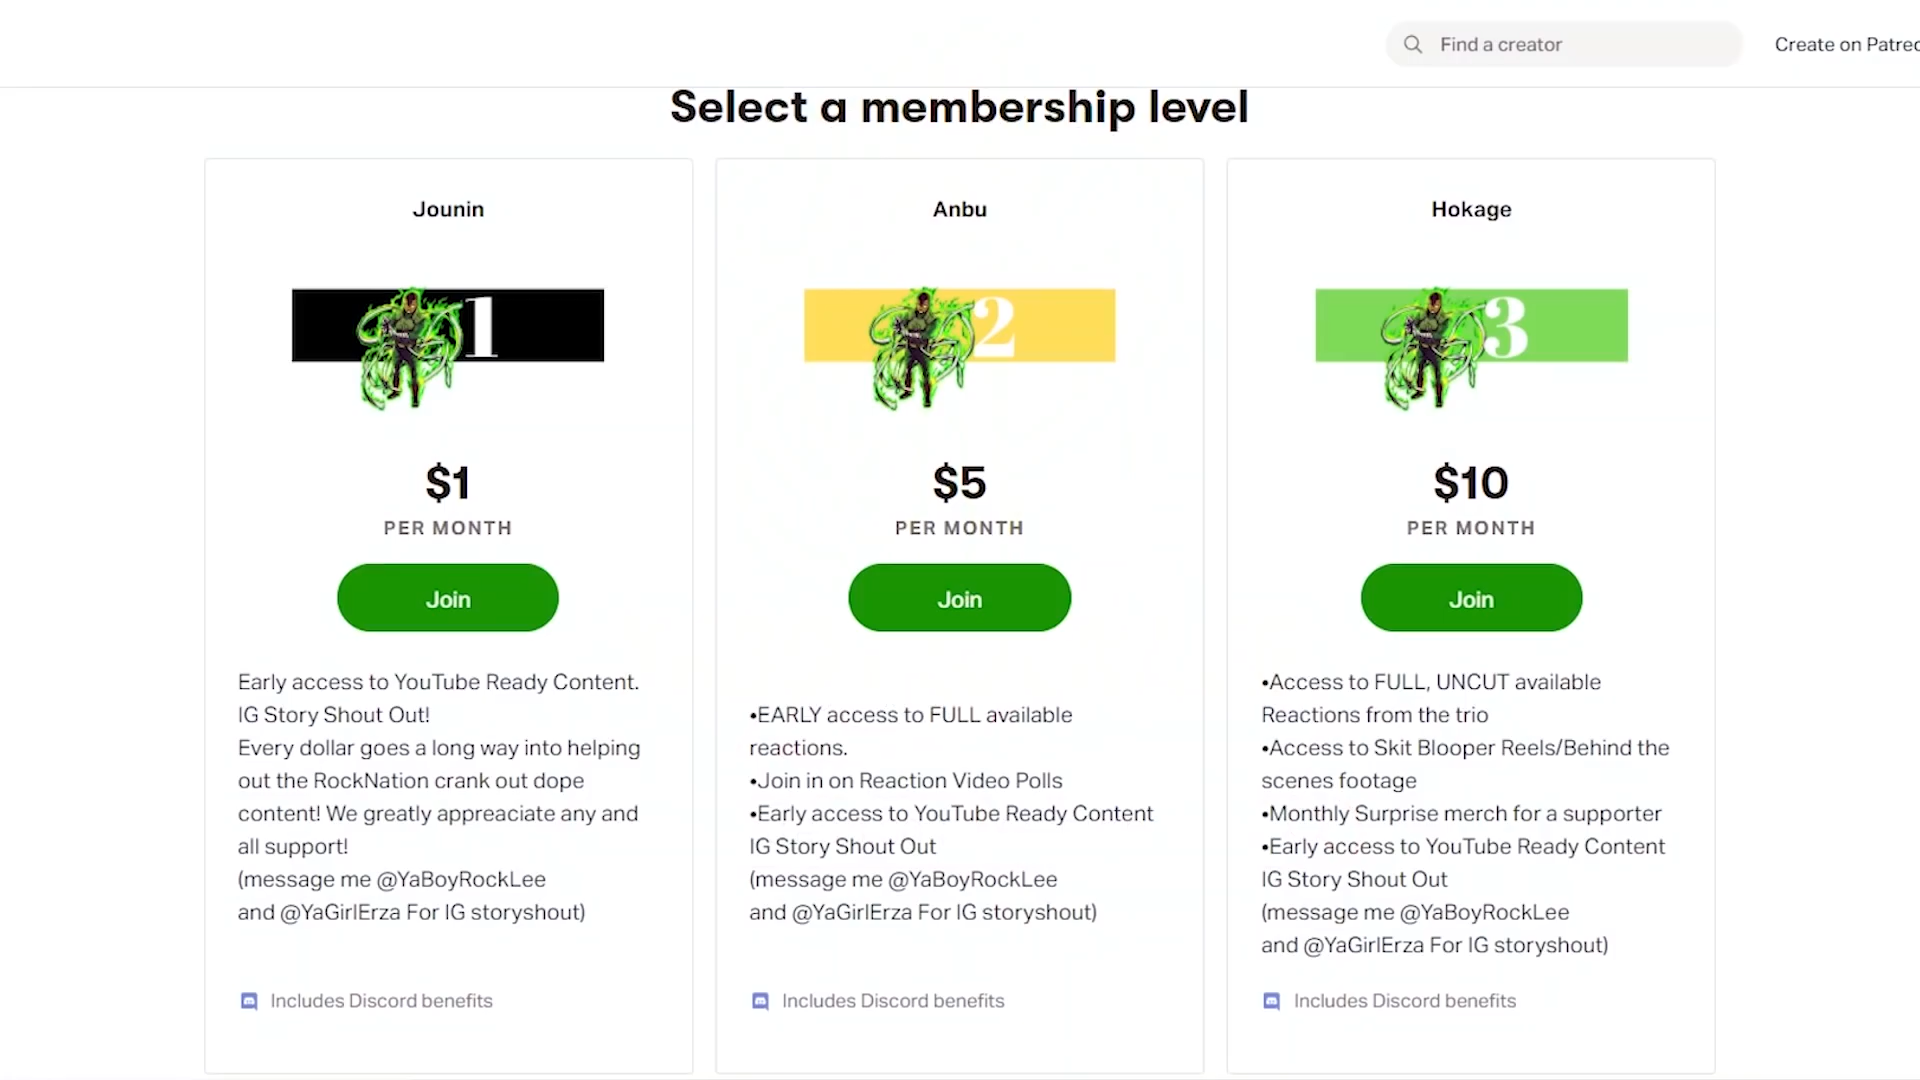 Find a creator
Create on Patreo
Select a membership level
Jounin
1
$1
PER MONTH
Join
Early access to YouTube Ready Content.
IG Story Shout Out!
Every dollar goes a long way into helping
out the RockNation crank out dope
content! We greatly appreaciate any and
all support!
(message me @YaBoyRockLee
and @YaGirlErza For IG storyshout)
Includes Discord benefits
Anbu
2
$5
PER MONTH
Join
•EARLY access to FULL available
reactions.
•Join in on Reaction Video Polls
•Early access to YouTube Ready Content
IG Story Shout Out
(message me @YaBoyRockLee
and @YaGirlErza For IG storyshout)
Includes Discord benefits
Hokage
3
$10
PER MONTH
Join
•Access to FULL, UNCUT available
Reactions from the trio
•Access to Skit Blooper Reels/Behind the
scenes footage
•Monthly Surprise merch for a supporter
•Early access to YouTube Ready Content
IG Story Shout Out
(message me @YaBoyRockLee
and @YaGirlErza For IG storyshout)
Includes Discord benefits